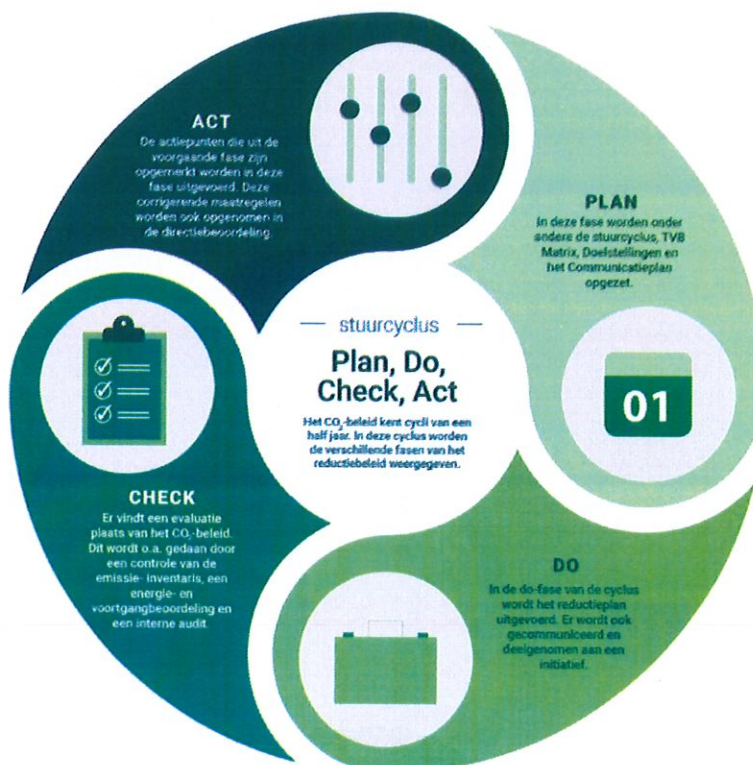 stuurcyclus
Plan, Do,
Check, Act
Het CO₂-beleid kent cycli van een
half jaar. In deze cyclus worden
de verschillende fasen van het
reductiebeleid weergegeven.
PLAN
In deze fase worden onder
andere de stuurcyclus, TVB
Matrix, Doelstellingen en
het Communicatieplan
opgezet.
01
DO
In de do-fase van de cyclus
wordt het reductieplan
uitgevoerd. Er wordt ook
gecommuniceerd en
deelgenomen aan een
initiatief.
CHECK
Er vindt een evaluatie
plaats van het CO₂-beleid.
Dit wordt o.a. gedaan door
een controle van de
emissie- inventaris, een
energie- en
voortgangbeoordeling en
een interne audit.
ACT
De actiepunten die uit de
voorgaande fase zijn
opgemerkt worden in deze
fase uitgevoerd. Deze
corrigerende maatregelen
worden ook opgenomen in
de directiebeoordeling.